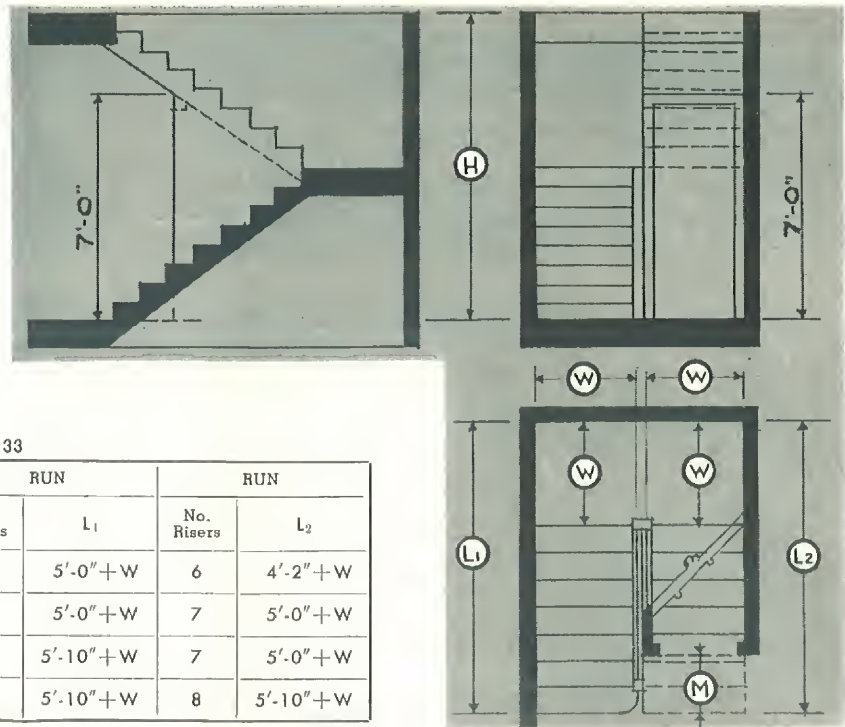 7'-0"
H
7'-0"
W W
W W
L1 L2
M
33
RUN RUN
s L1 No. Risers L2
5'-0"+W 6 4'-2"+W
5'-0"+W 7 5'-0"+W
5'-10"+W 7 5'-0"+W
5'-10"+W 8 5'-10"+W